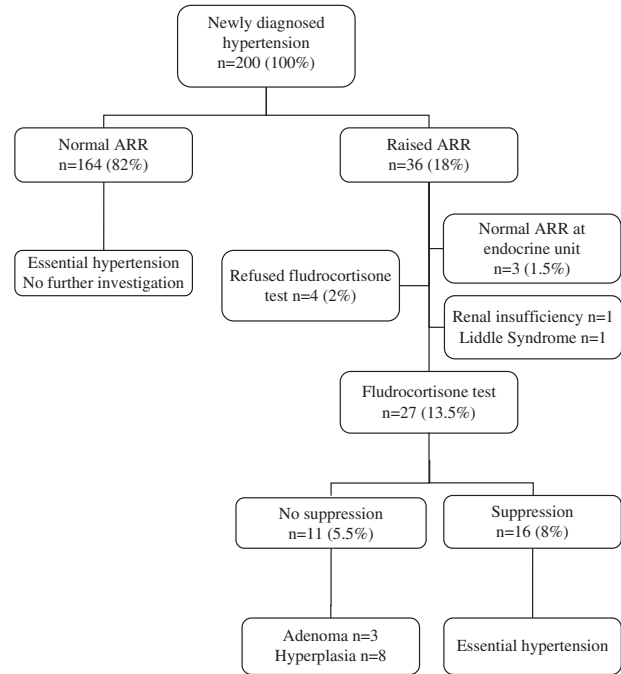 Newly diagnosed
hypertension
n=200 (100%)
Normal ARR
n=164 (82%)
Raised ARR
n=36 (18%)
Essential hypertension
No further investigation
Normal ARR at
endocrine unit
n=3 (1.5%)
Refused fludrocortisone
test n=4 (2%)
Renal insufficiency n=1
Liddle Syndrome n=1
Fludrocortisone test
n=27 (13.5%)
No suppression
n=11 (5.5%)
Suppression
n=16 (8%)
Adenoma n=3
Hyperplasia n=8
Essential hypertension